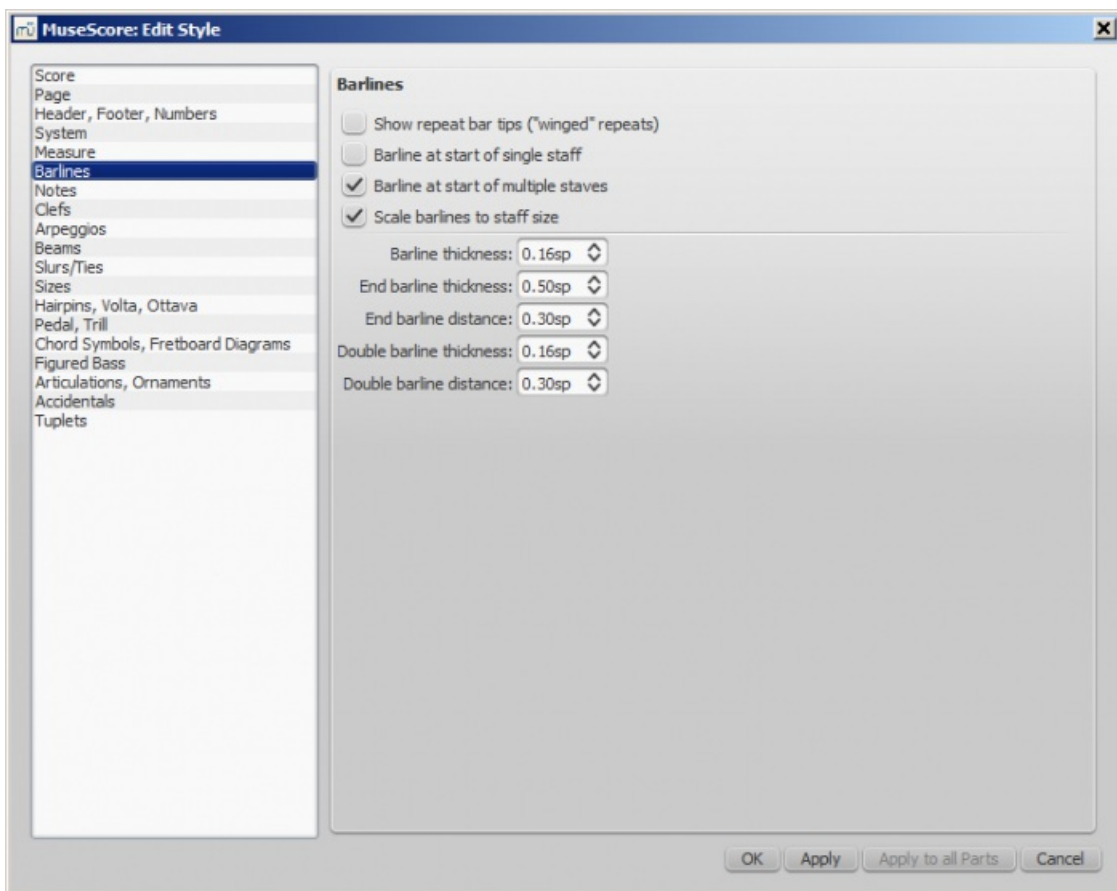 MuseScore: Edit Style
Score
Page
Header, Footer, Numbers
System
Measure
Barlines
Notes
Clefs
Arpeggios
Beams
Slurs/Ties
Sizes
Hairpins, Volta, Ottava
Pedal, Trill
Chord Symbols, Fretboard Diagrams
Figured Bass
Articulations, Ornaments
Accidentals
Tuplets
Barlines
Show repeat bar tips ("winged" repeats)
Barline at start of single staff
Barline at start of multiple staves
Scale barlines to staff size
Barline thickness: 0.16sp
End barline thickness: 0.50sp
End barline distance: 0.30sp
Double barline thickness: 0.16sp
Double barline distance: 0.30sp
OK Apply Apply to all Parts Cancel